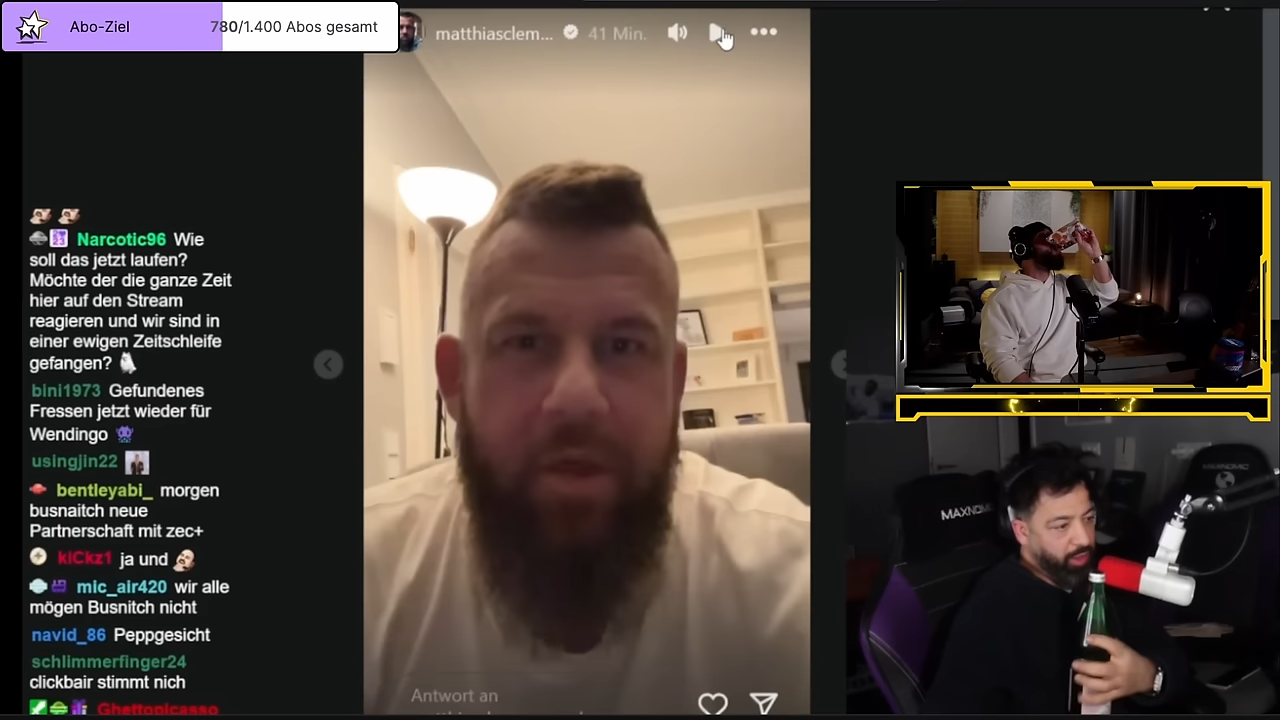 Abo-Ziel
780/1.400 Abos gesamt
matthiasclem...
41 Min.
Narcotic96 Wie
soll das jetzt laufen?
Möchte der die ganze Zeit
hier auf den Stream
reagieren und wir sind in
einer ewigen Zeitschleife
gefangen?
bini1973 Gefundenes
Fressen jetzt wieder für
Wendingo
usingjin22
bentleyabi_ morgen
busnaitch neue
Partnerschaft mit zec+
kiCkz1 ja und
mic_air420 wir alle
mögen Busnitch nicht
navid_86 Peppgesicht
schlimmerfinger24
clickbair stimmt nich
Ghettopicasso
Antwort an
MAXNOMIC